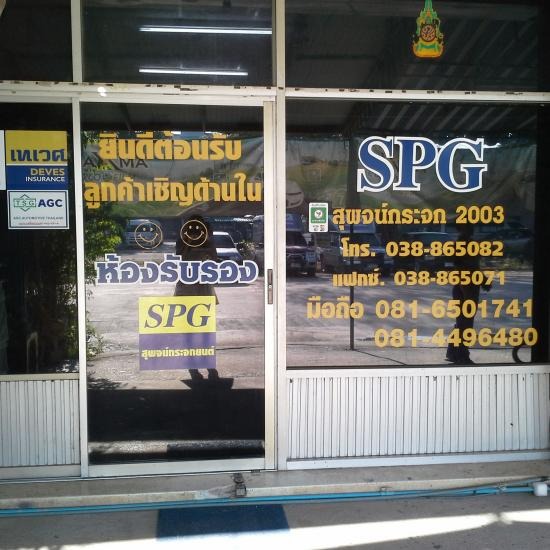 เทเวศ
DEVES
INSURANCE
TSG AGC
AGC AUTOMOTIVE THAILAND
ยินดีต้อนรับ
ลูกค้าเชิญด้านใน
ห้องรับรอง
SPG
สุพจน์กระจกยนต์
SPG
สุพจน์กระจก 2003
โทร. 038-865082
แฟกซ์. 038-865071
มือถือ 081-6501741
081-4496480